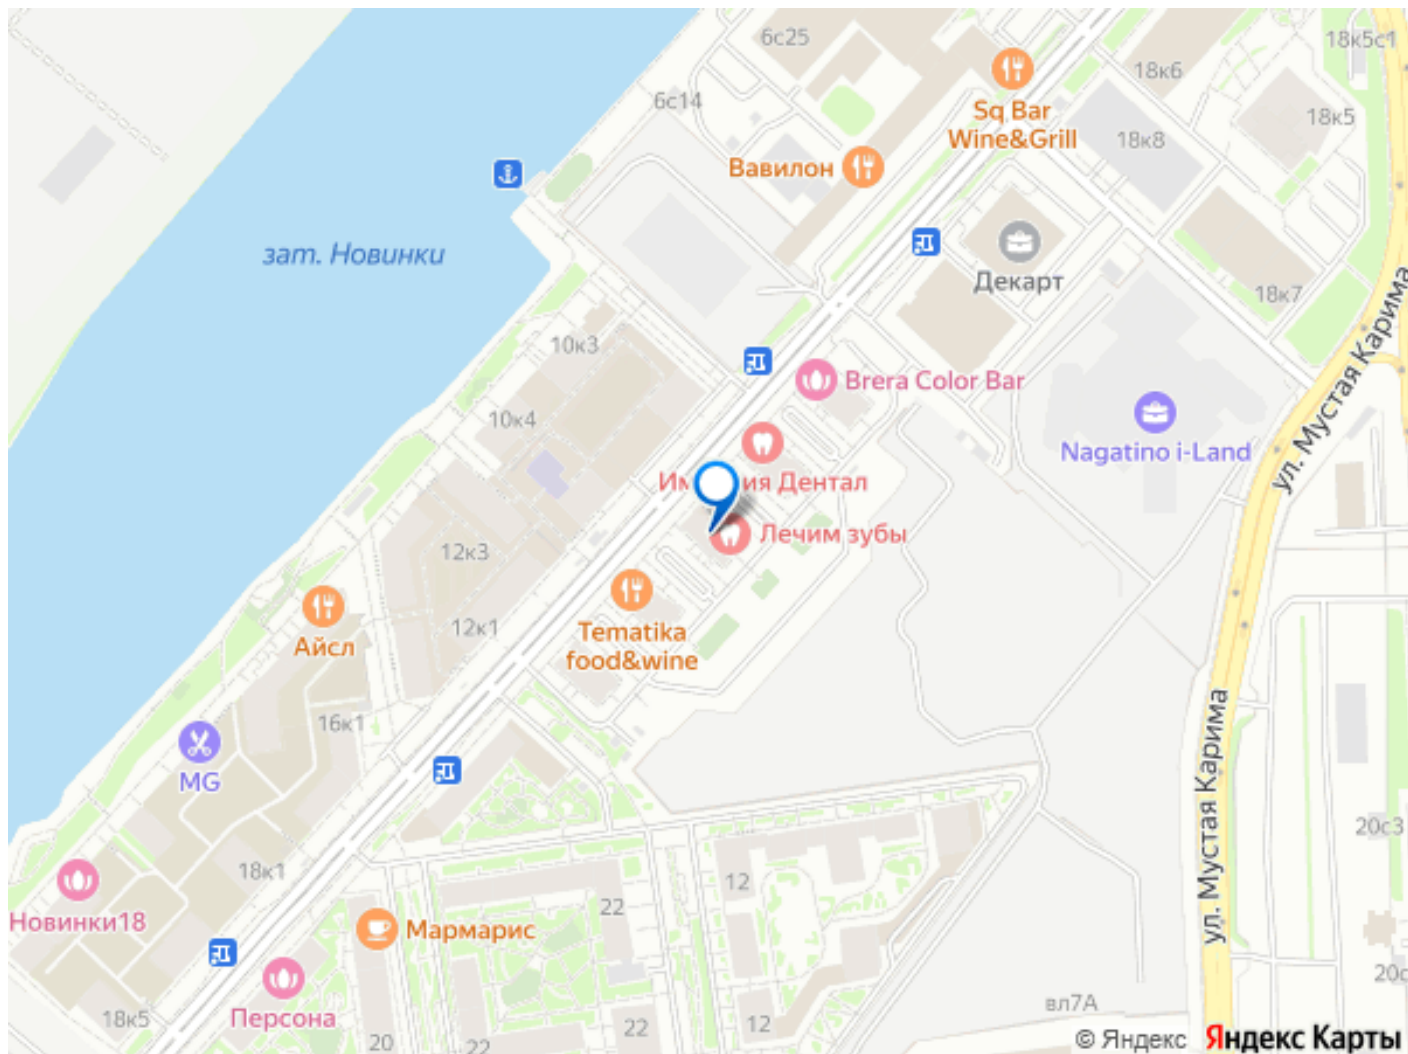 6с25
18к5с1
Sq Bar
Wine&Grill
18к6
6с14
18к5
18к8
Вавилон
зат. Новинки
Декарт
18к7
ул. Мустая Карима
10к3
Brera Color Bar
10к4
Nagatino i-Land
Дентал
Лечим зубы
12к3
Tematika
food&wine
12к1
Айсл
16к1
ул. Мустая Карима
MG
20с3
18к1
12
22
Новинки18
Мармарис
Персона
18к5
20
22
22
12
вл7А
© Яндекс
Яндекс Карты